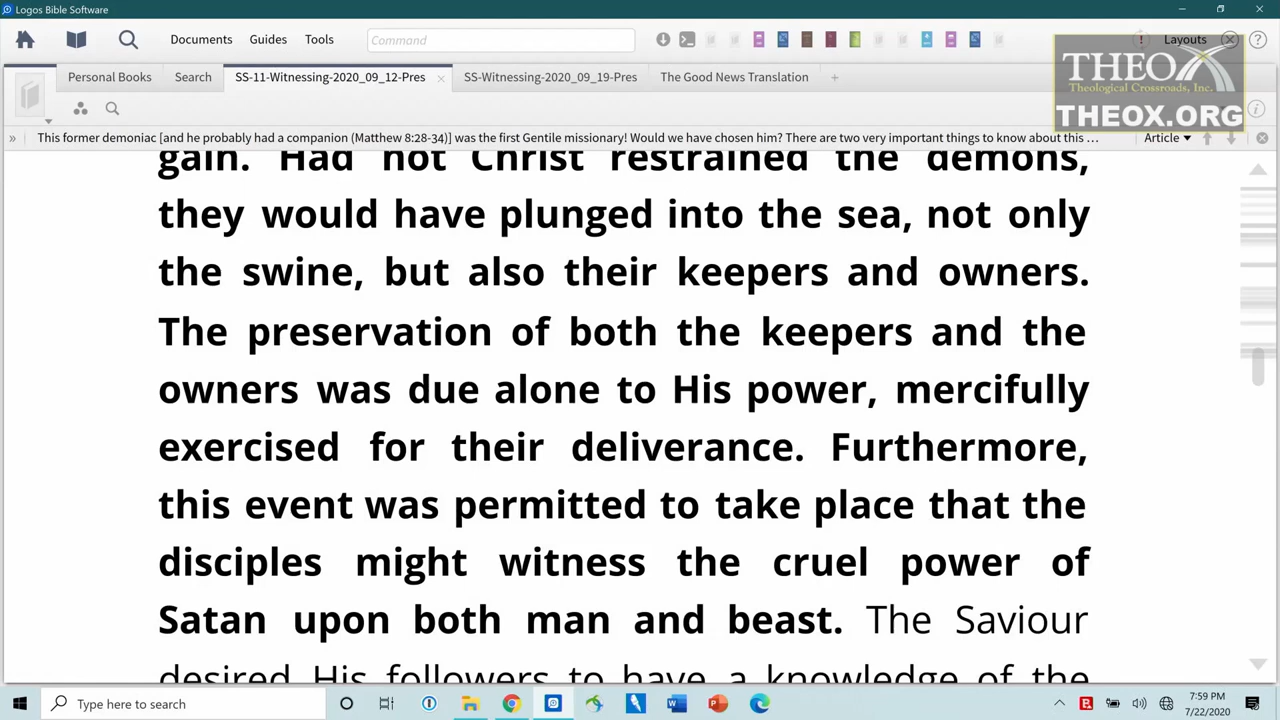 Logos Bible Software
Documents Guides Tools Command Layouts
Personal Books Search SS-11-Witnessing-2020_09_12-Pres SS-Witnessing-2020_09_19-Pres The Good News Translation
THEOX
Theological Crossroads, Inc.
THEOX.ORG
This former demoniac [and he probably had a companion (Matthew 8:28-34)] was the first Gentile missionary! Would we have chosen him? There are two very important things to know about this … Article
gain. Had not Christ restrained the demons,
they would have plunged into the sea, not only
the swine, but also their keepers and owners.
The preservation of both the keepers and the
owners was due alone to His power, mercifully
exercised for their deliverance. Furthermore,
this event was permitted to take place that the
disciples might witness the cruel power of
Satan upon both man and beast. The Saviour
desired His followers to have a knowledge of the
Type here to search
7:59 PM
7/22/2020